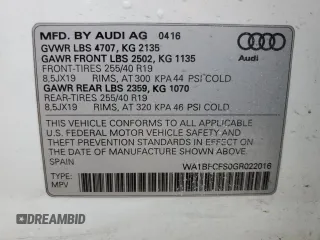 MFD. BY AUDI AG 0416
GVWR LBS 4707, KG 2135
GAWR FRONT LBS 2502, KG 1135
FRONT-TIRES 255/40 R19
8,5JX19 RIMS, AT 300 KPA 44 PSI COLD
GAWR REAR LBS 2359, KG 1070
REAR-TIRES 255/40 R19
8,5JX19 RIMS, AT 320 KPA 46 PSI COLD
Audi
THIS VEHICLE CONFORMS TO ALL APPLICABLE
U.S. FEDERAL MOTOR VEHICLE SAFETY, BUMPER,
AND THEFT PREVENTION STANDARDS IN EFFECT
ON THE DATE OF MANUFACTURE SHOWN ABOVE.
SPAIN
WA1BFCFS0GR022016
TYPE:
MPV
AUTOBIDMASTER